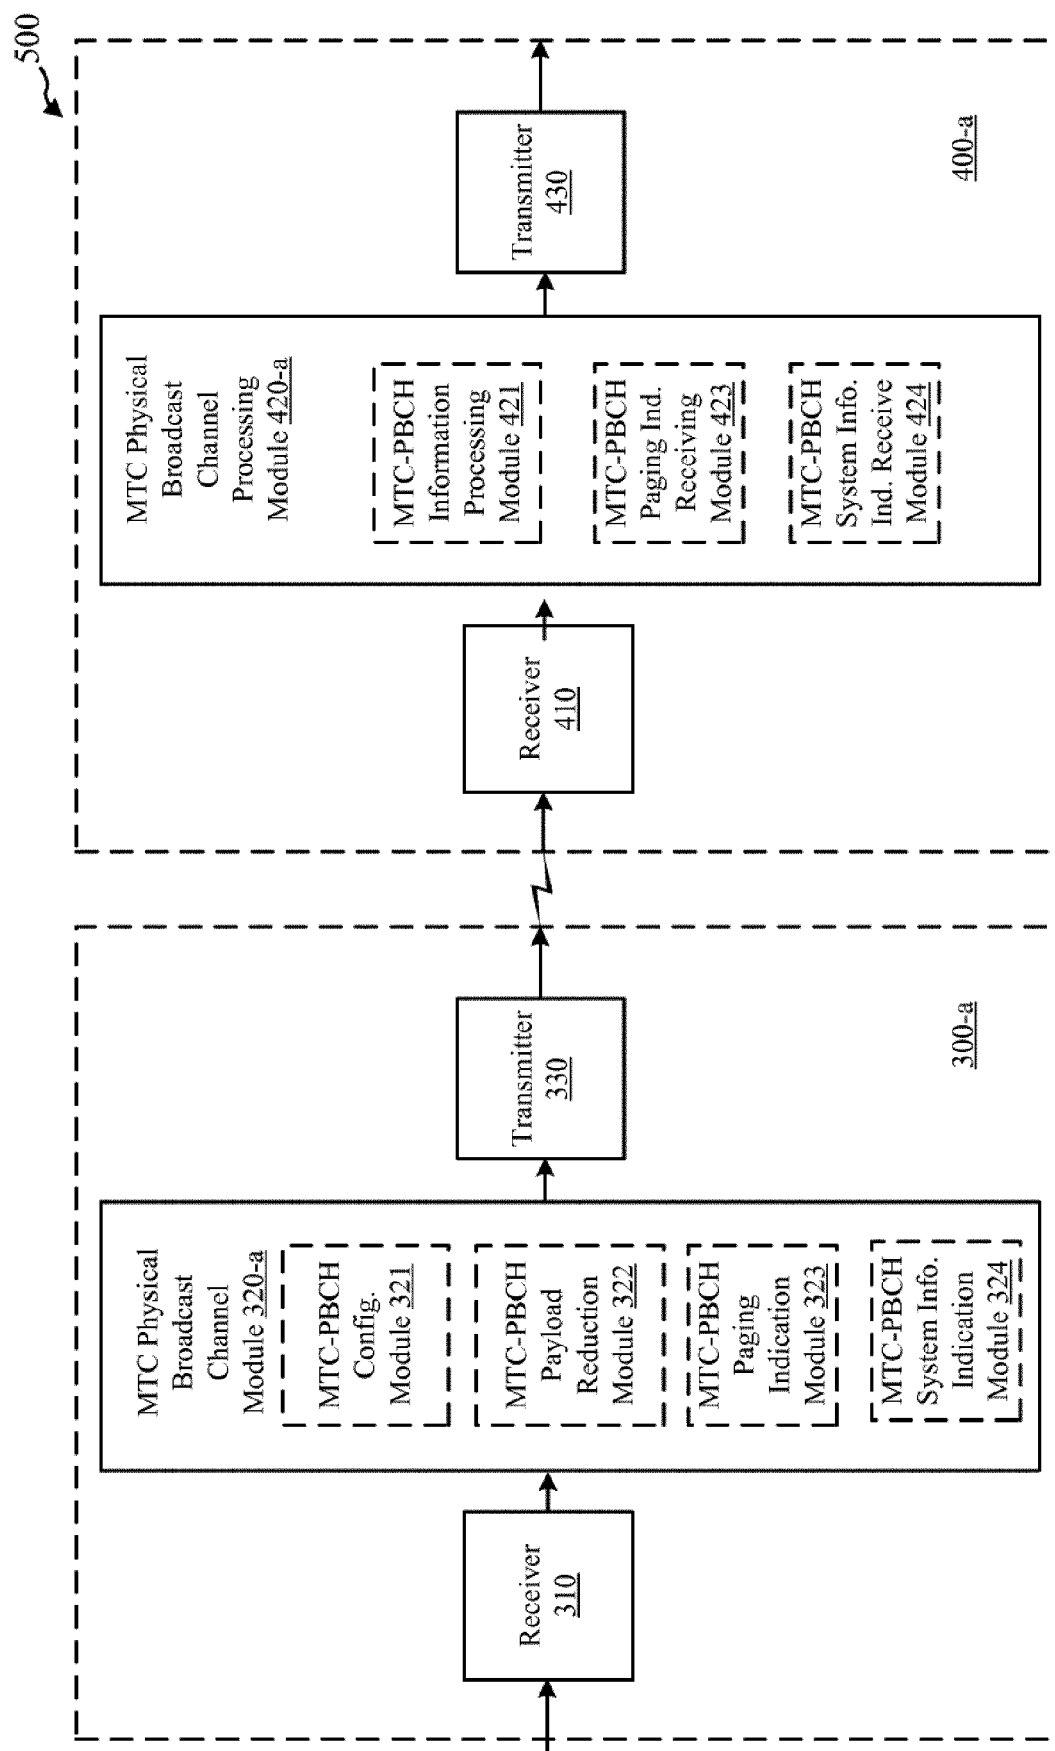 500
MTC Physical
Broadcast
Channel
Module 320-a
MTC-PBCH
Config.
Module 321
MTC-PBCH
Payload
Reduction
Module 322
MTC-PBCH
Paging
Indication
Module 323
MTC-PBCH
System Info.
Indication
Module 324
Receiver
310
Transmitter
330
300-a
MTC Physical
Broadcast
Channel
Processing
Module 420-a
MTC-PBCH
Information
Processing
Module 421
MTC-PBCH
Paging Ind.
Receiving
Module 423
MTC-PBCH
System Info.
Ind. Receive
Module 424
Receiver
410
Transmitter
430
400-a